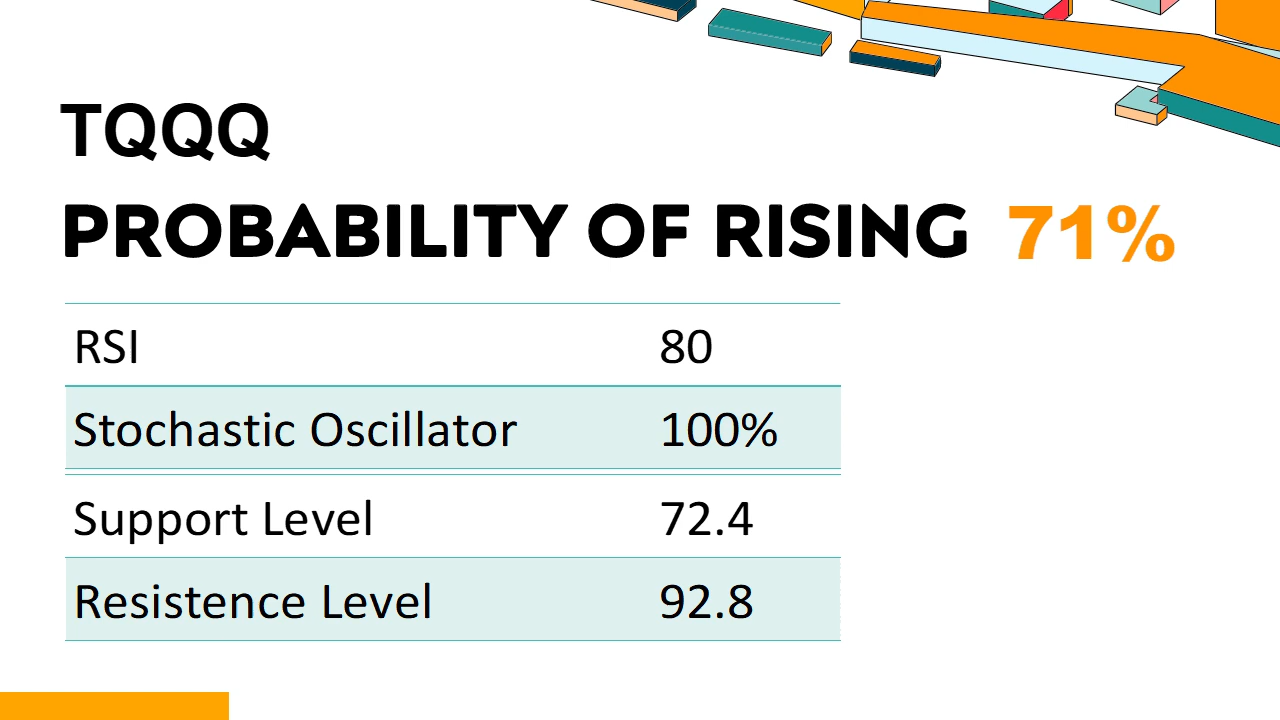 TQQQ
PROBABILITY OF RISING 71%
RSI 80
Stochastic Oscillator 100%
Support Level 72.4
Resistence Level 92.8